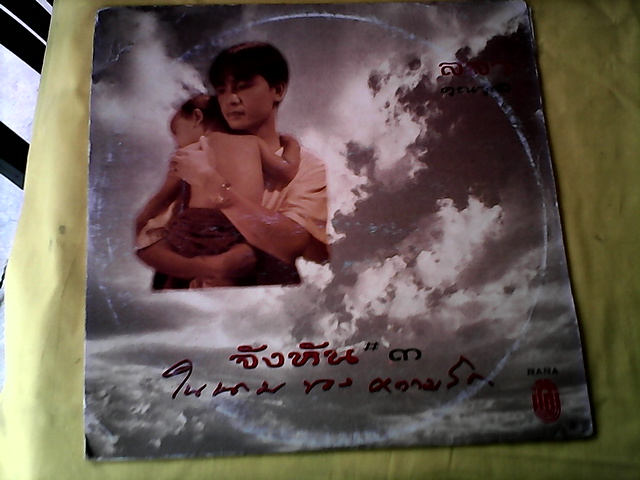 จังหัน # ๓
ในนาม ของ ความรัก
NANA